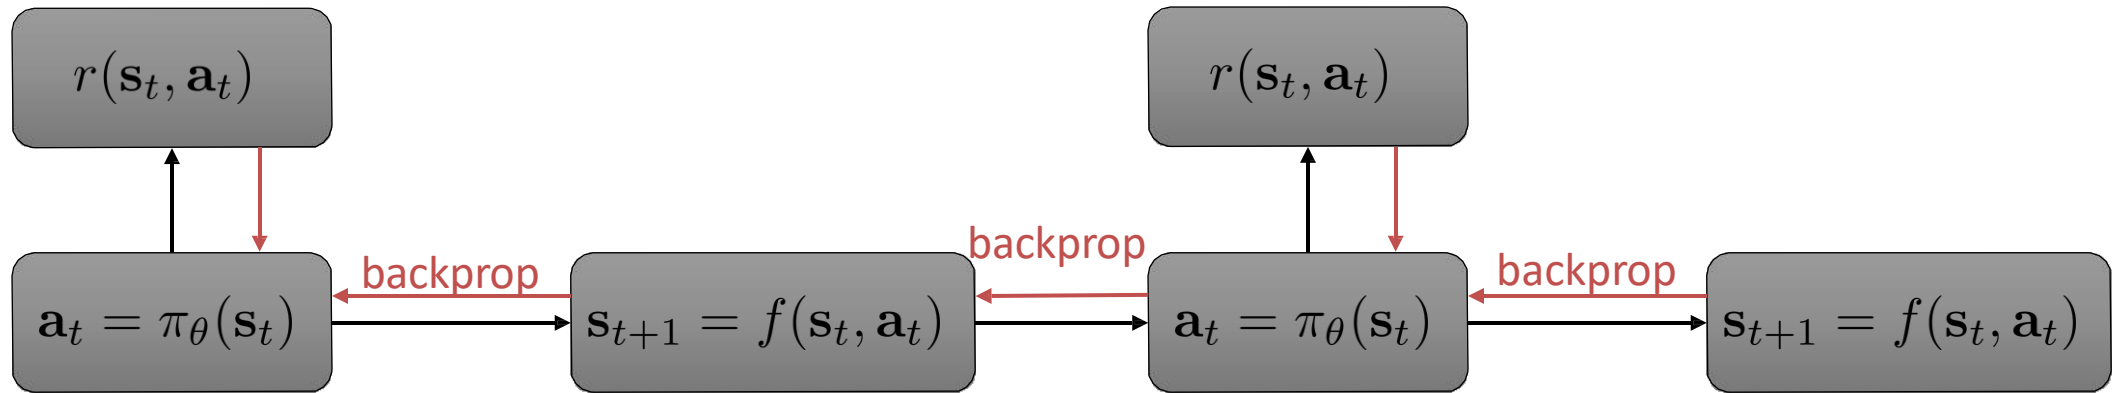 r(s_t, a_t)
r(s_t, a_t)
backprop
backprop
backprop
a_t = π_θ(s_t)
s_{t+1} = f(s_t, a_t)
a_t = π_θ(s_t)
s_{t+1} = f(s_t, a_t)